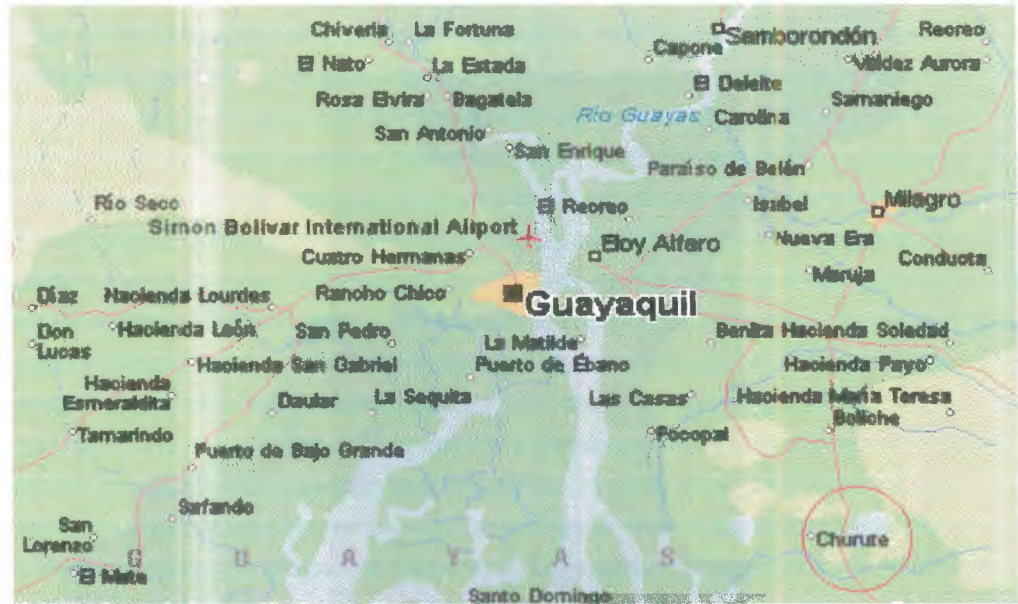 Chiveria
La Fortuna
Samborondón
Recreo
Capone
El Nato
La Estada
Valdez Aurora
El Deleite
Rosa Elvira
Bagatela
Samaniego
Río Guayas
Carolina
San Antonio
San Enrique
Paraíso de Belén
Río Seco
El Recreo
Isabel
Milagro
Simon Bolivar International Airport
Eloy Alfaro
Nueva Era
Cuatro Hermanas
Conducta
Maruja
Díaz
Hacienda Lourdes
Rancho Chico
Guayaquil
Don
Lucas
Hacienda León
San Pedro
La Matilde
Benita Hacienda Soledad
Hacienda San Gabriel
Puerto de Ébano
Hacienda Payo
Hacienda
Esmeraldita
Daular
La Sequita
Las Casas
Hacienda María Teresa
Boliche
Tamarindo
Pocopal
Puerto de Bajo Grande
Safando
San
Lorenzo
Churute
G U A Y A S
El Mate
Santo Domingo